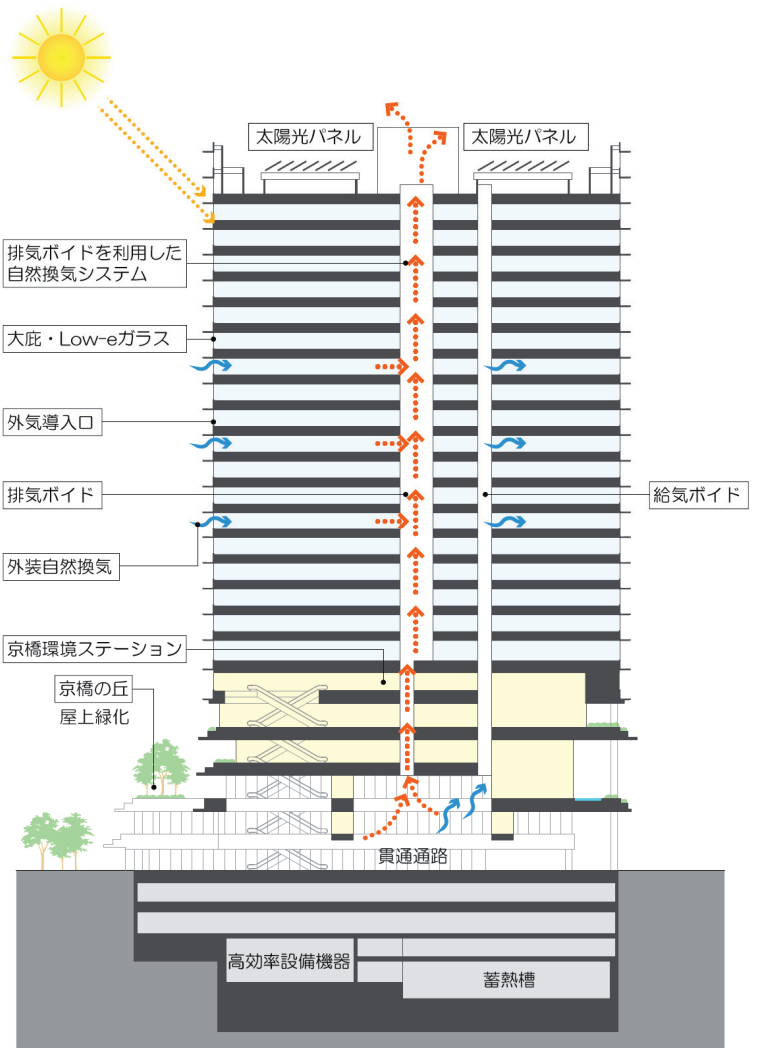 太陽光パネル
太陽光パネル
排気ボイドを利用した
自然換気システム
大庇・Low-eガラス
外気導入口
排気ボイド
給気ボイド
外装自然換気
京橋環境ステーション
京橋の丘
屋上緑化
貫通通路
高効率設備機器
蓄熱槽